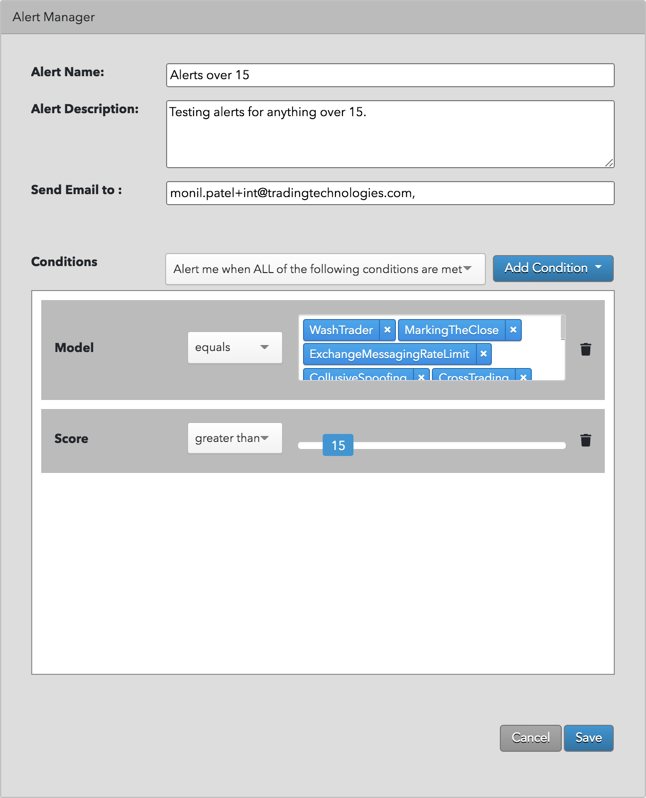 Alert Manager
Alert Name:
Alerts over 15
Alert Description:
Testing alerts for anything over 15.
Send Email to :
monil.patel+int@tradingtechnologies.com,
Conditions
Alert me when ALL of the following conditions are met
Add Condition
Model
equals
WashTrader × MarkingTheClose ×
ExchangeMessagingRateLimit ×
CollusiveSpoofing × CrossTrading ×
Score
greater than
15
Cancel
Save